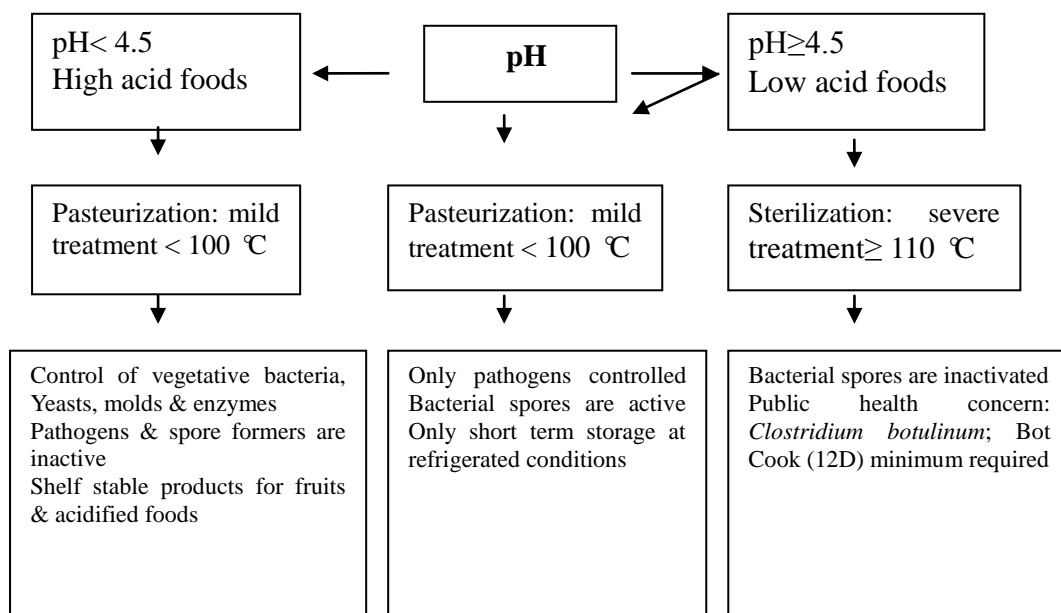 pH< 4.5
High acid foods
pH
pH≥4.5
Low acid foods
Pasteurization: mild
treatment < 100 ℃
Pasteurization: mild
treatment < 100 ℃
Sterilization: severe
treatment≥ 110 ℃
Control of vegetative bacteria,
Yeasts, molds & enzymes
Pathogens & spore formers are
inactive
Shelf stable products for fruits
& acidified foods
Only pathogens controlled
Bacterial spores are active
Only short term storage at
refrigerated conditions
Bacterial spores are inactivated
Public health concern:
Clostridium botulinum; Bot
Cook (12D) minimum required